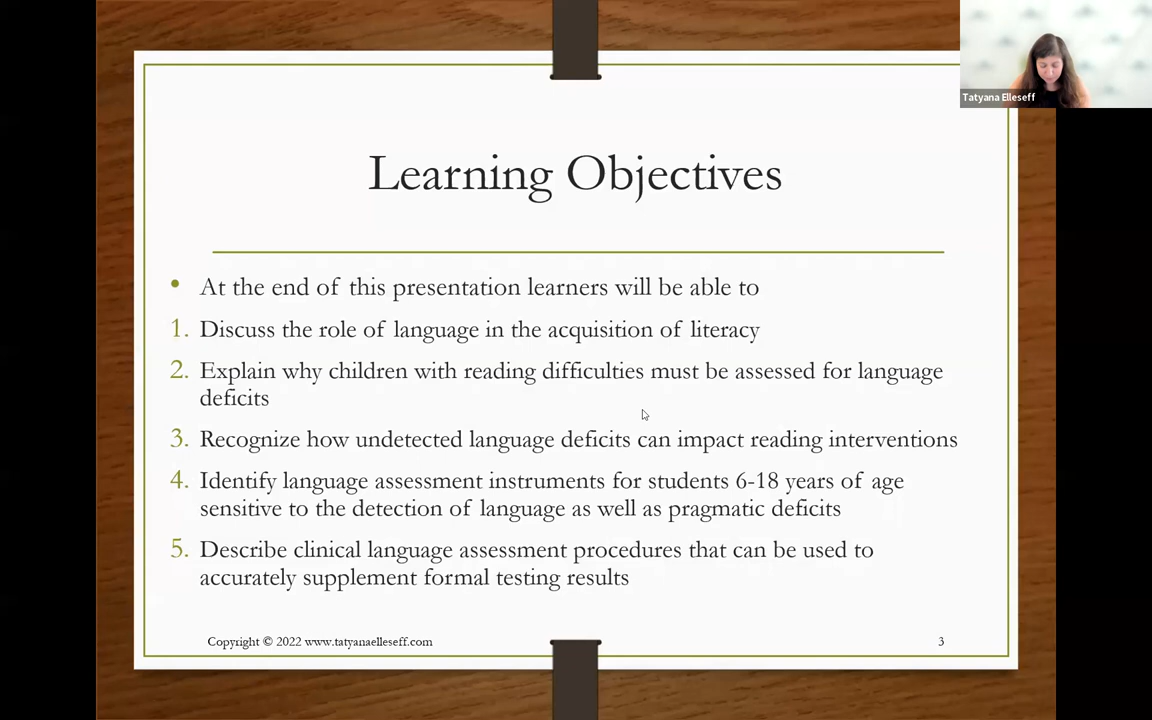 Tatyana Elleseff
Learning Objectives
• At the end of this presentation learners will be able to
1. Discuss the role of language in the acquisition of literacy
2. Explain why children with reading difficulties must be assessed for language
deficits
3. Recognize how undetected language deficits can impact reading interventions
4. Identify language assessment instruments for students 6-18 years of age
sensitive to the detection of language as well as pragmatic deficits
5. Describe clinical language assessment procedures that can be used to
accurately supplement formal testing results
Copyright © 2022 www.tatyanaelleseff.com
3